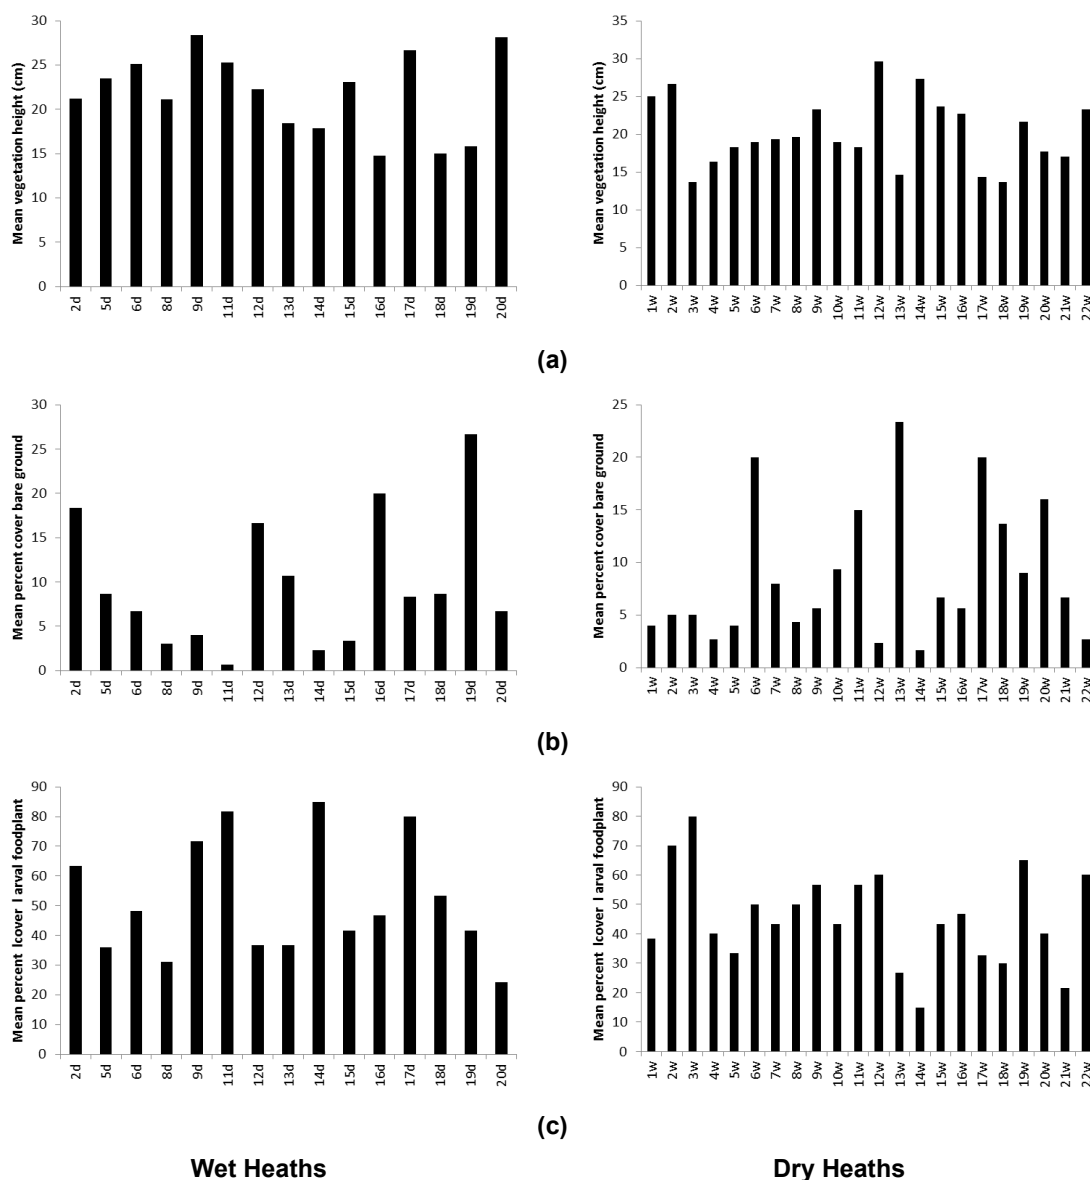 Mean vegetation height (cm)
30
25
20
15
10
5
0
2d 5d 6d 8d 9d 11d 12d 13d 14d 15d 16d 17d 18d 19d 20d
Mean vegetation height (cm)
35
30
25
20
15
10
5
0
1w 2w 3w 4w 5w 6w 7w 8w 9w 10w 11w 12w 13w 14w 15w 16w 17w 18w 19w 20w 21w 22w
(a)
Mean percent cover bare ground
30
25
20
15
10
5
0
2d 5d 6d 8d 9d 11d 12d 13d 14d 15d 16d 17d 18d 19d 20d
Mean percent cover bare ground
25
20
15
10
5
0
1w 2w 3w 4w 5w 6w 7w 8w 9w 10w 11w 12w 13w 14w 15w 16w 17w 18w 19w 20w 21w 22w
(b)
Mean percent lcover l arval foodplant
90
80
70
60
50
40
30
20
10
0
2d 5d 6d 8d 9d 11d 12d 13d 14d 15d 16d 17d 18d 19d 20d
Mean percent lcover l arval foodplant
90
80
70
60
50
40
30
20
10
0
1w 2w 3w 4w 5w 6w 7w 8w 9w 10w 11w 12w 13w 14w 15w 16w 17w 18w 19w 20w 21w 22w
(c)
Wet Heaths
Dry Heaths